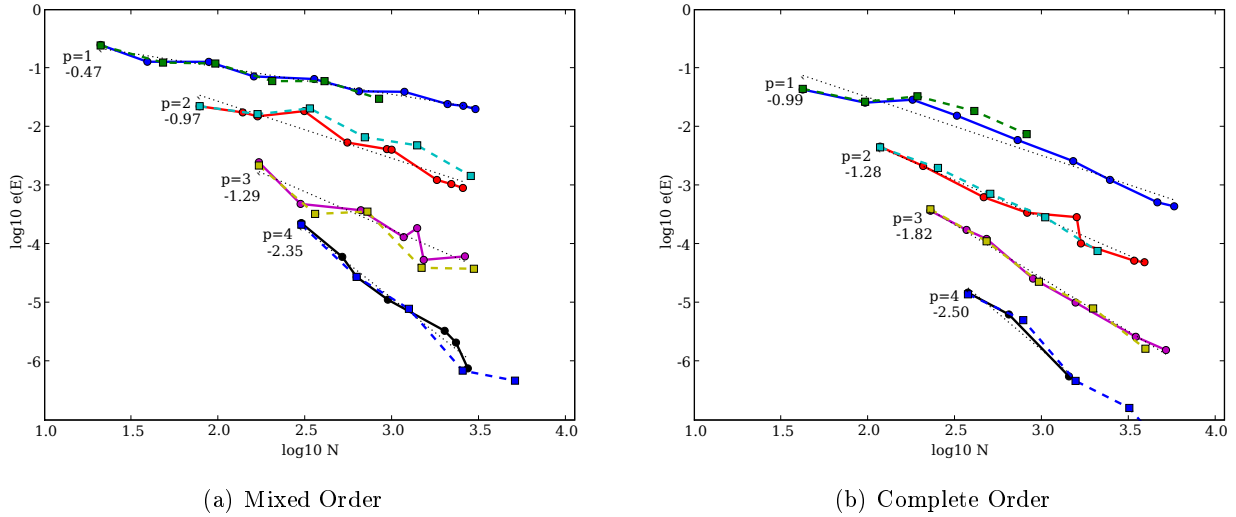 0
-1
-2
-3
-4
-5
-6
log10 e(E)
p=1
-0.47
p=2
-0.97
p=3
-1.29
p=4
-2.35
1.0
2.0
2.5
3.0
3.5
4.0
log10 N
(a) Mixed Order
0
-1
-2
-3
-4
-5
-6
log10 e(E)
p=1
-0.99
p=2
-1.28
p=3
-1.82
p=4
-2.50
1.0
1.5
2.0
2.5
3.0
3.5
4.0
log10 N
(b) Complete Order